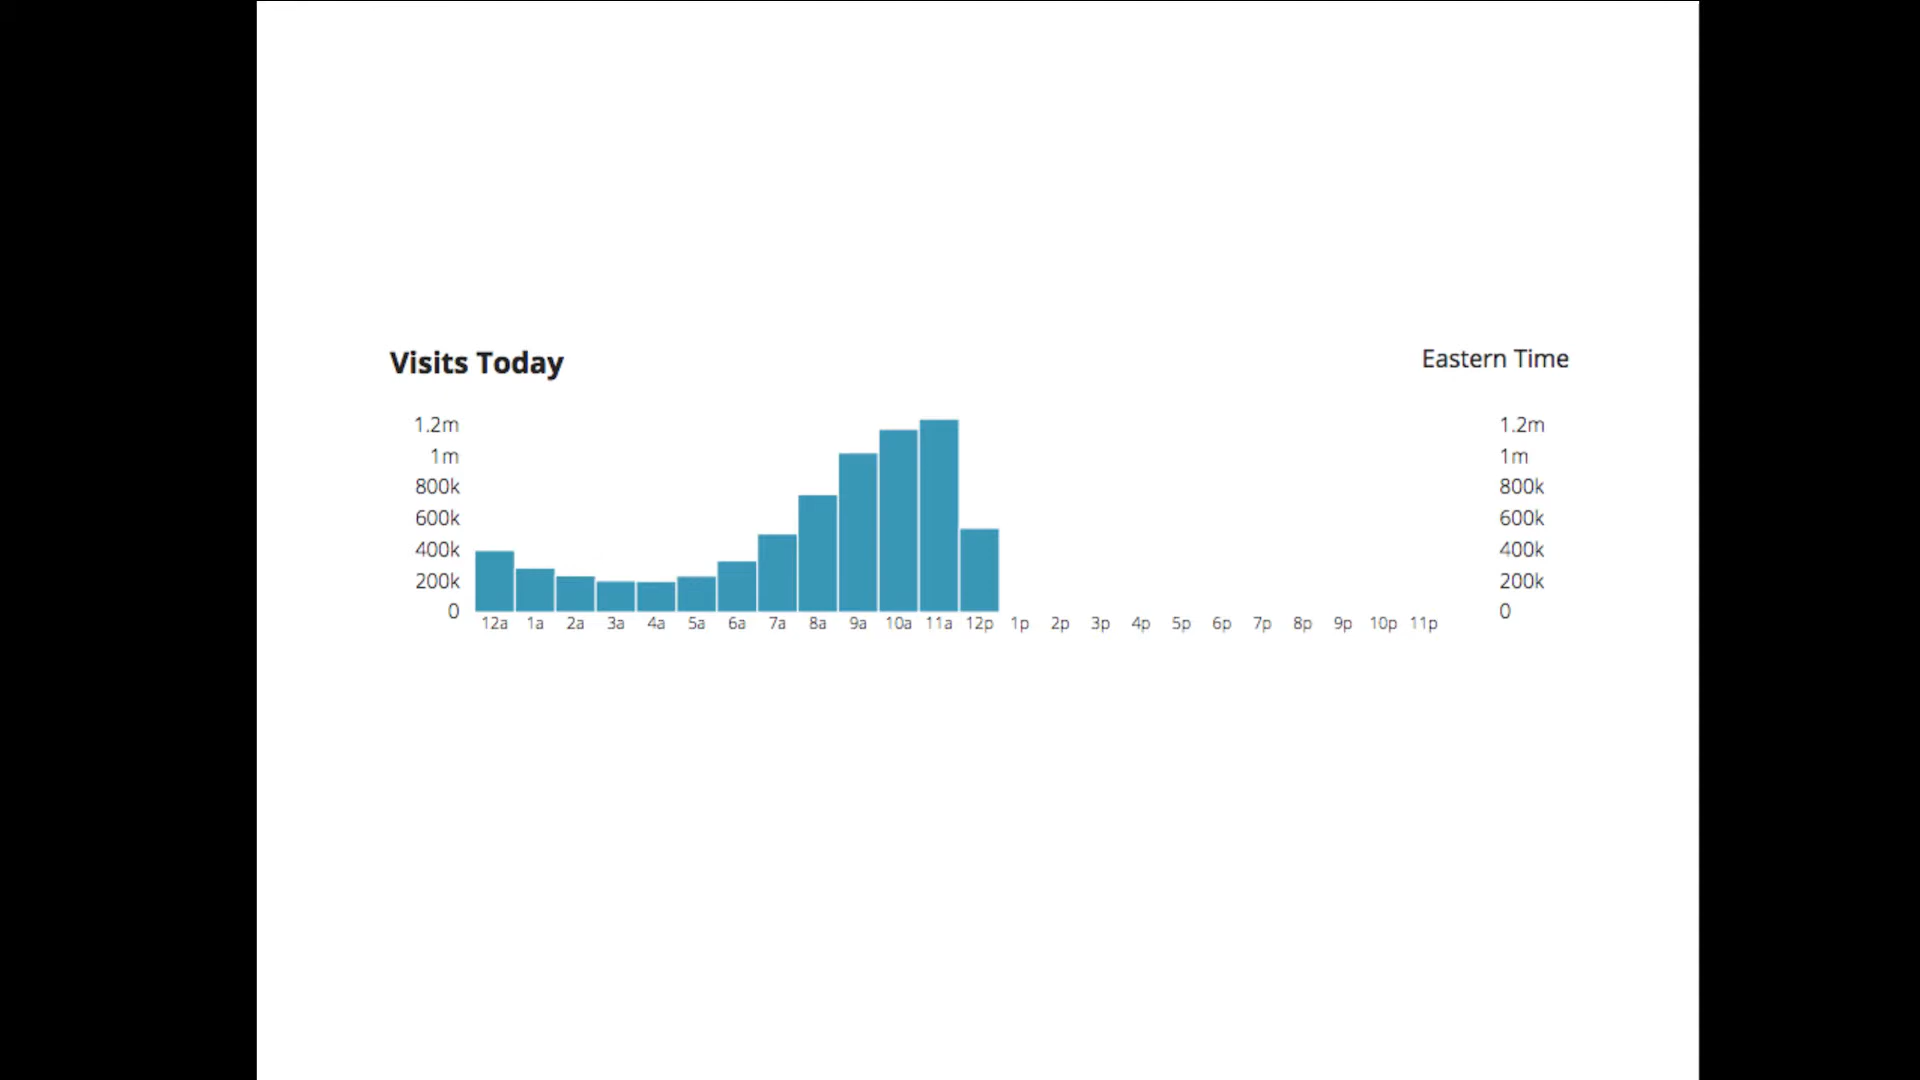 Visits Today
Eastern Time
1.2m 1.2m
1m 1m
800k 800k
600k 600k
400k 400k
200k 200k
0 0
12a 1a 2a 3a 4a 5a 6a 7a 8a 9a 10a 11a 12p 1p 2p 3p 4p 5p 6p 7p 8p 9p 10p 11p